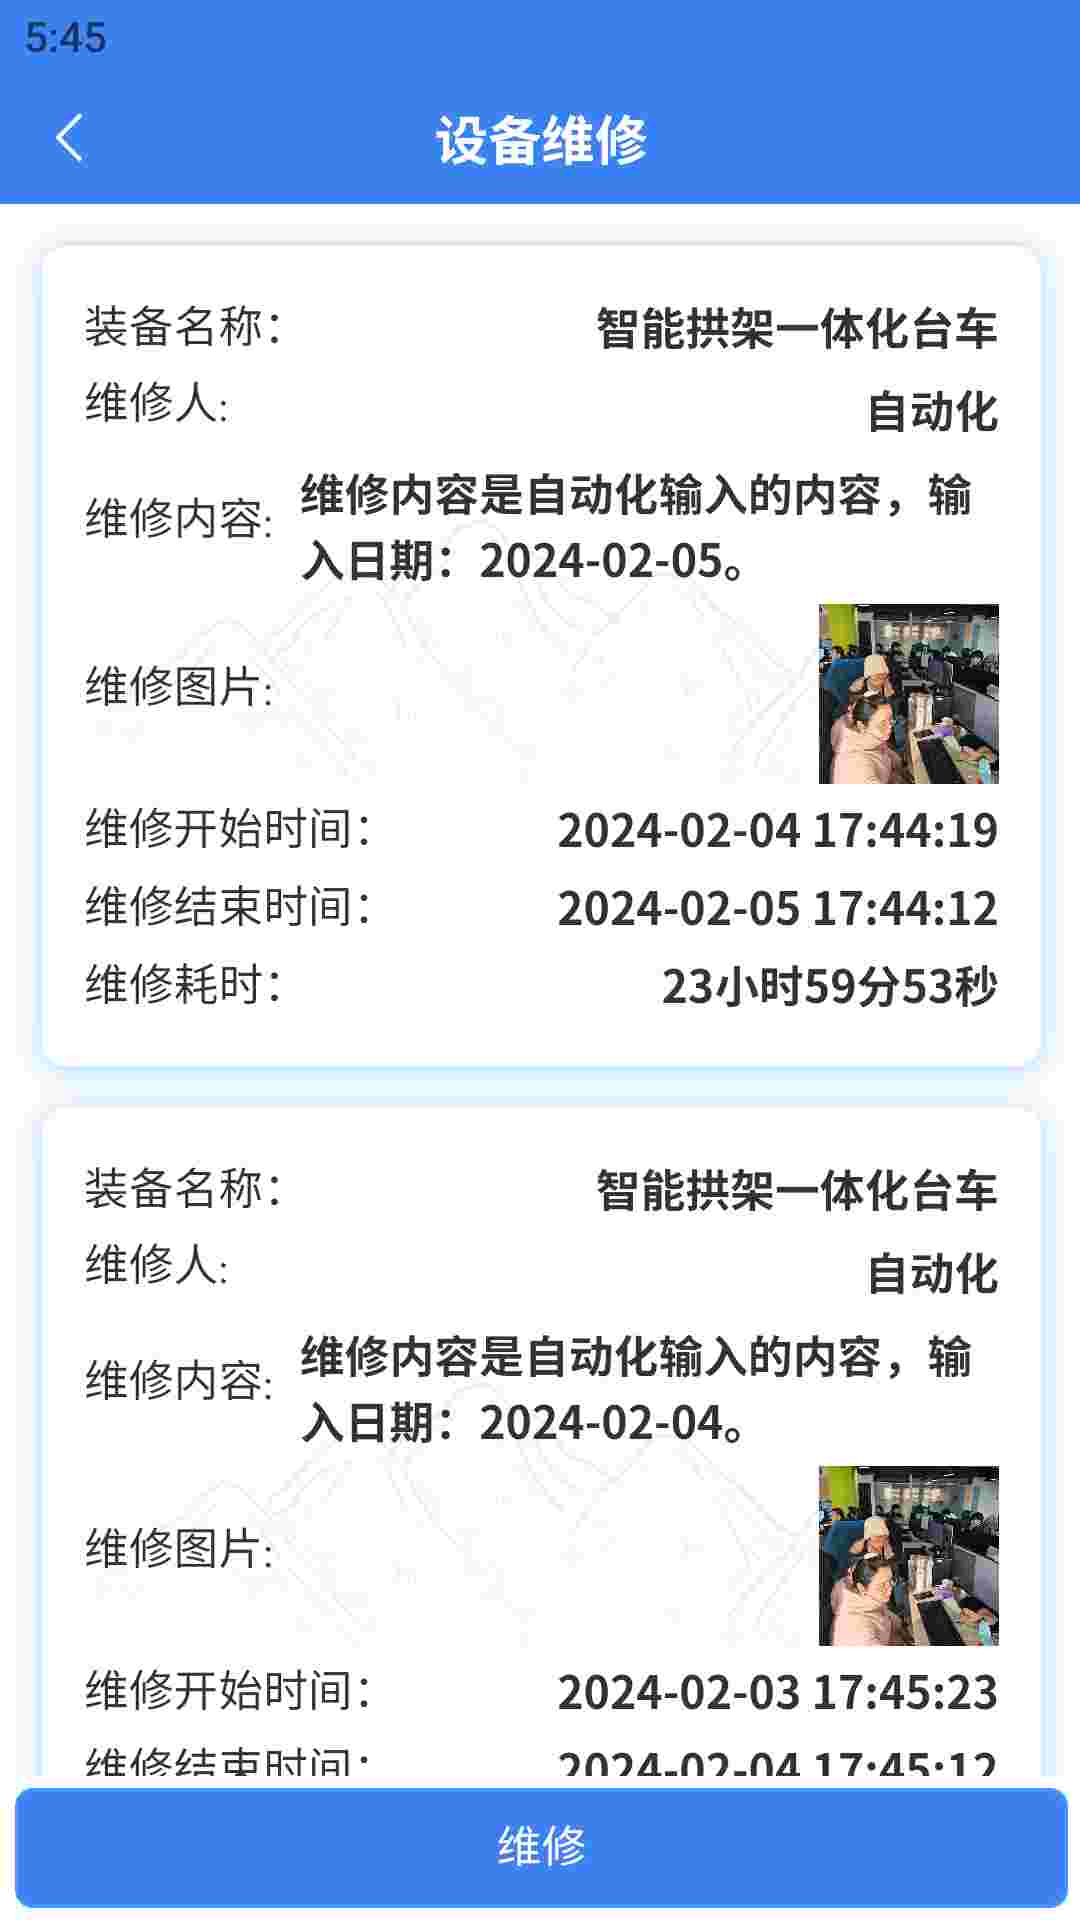 5:45
设备维修
装备名称： 智能拱架一体化台车
维修人: 自动化
维修内容: 维修内容是自动化输入的内容，输
入日期：2024-02-05。
维修图片:
维修开始时间： 2024-02-04 17:44:19
维修结束时间： 2024-02-05 17:44:12
维修耗时： 23小时59分53秒
装备名称： 智能拱架一体化台车
维修人: 自动化
维修内容: 维修内容是自动化输入的内容，输
入日期：2024-02-04。
维修图片:
维修开始时间： 2024-02-03 17:45:23
维修结束时间： 2024-02-04 17:45:12
维修